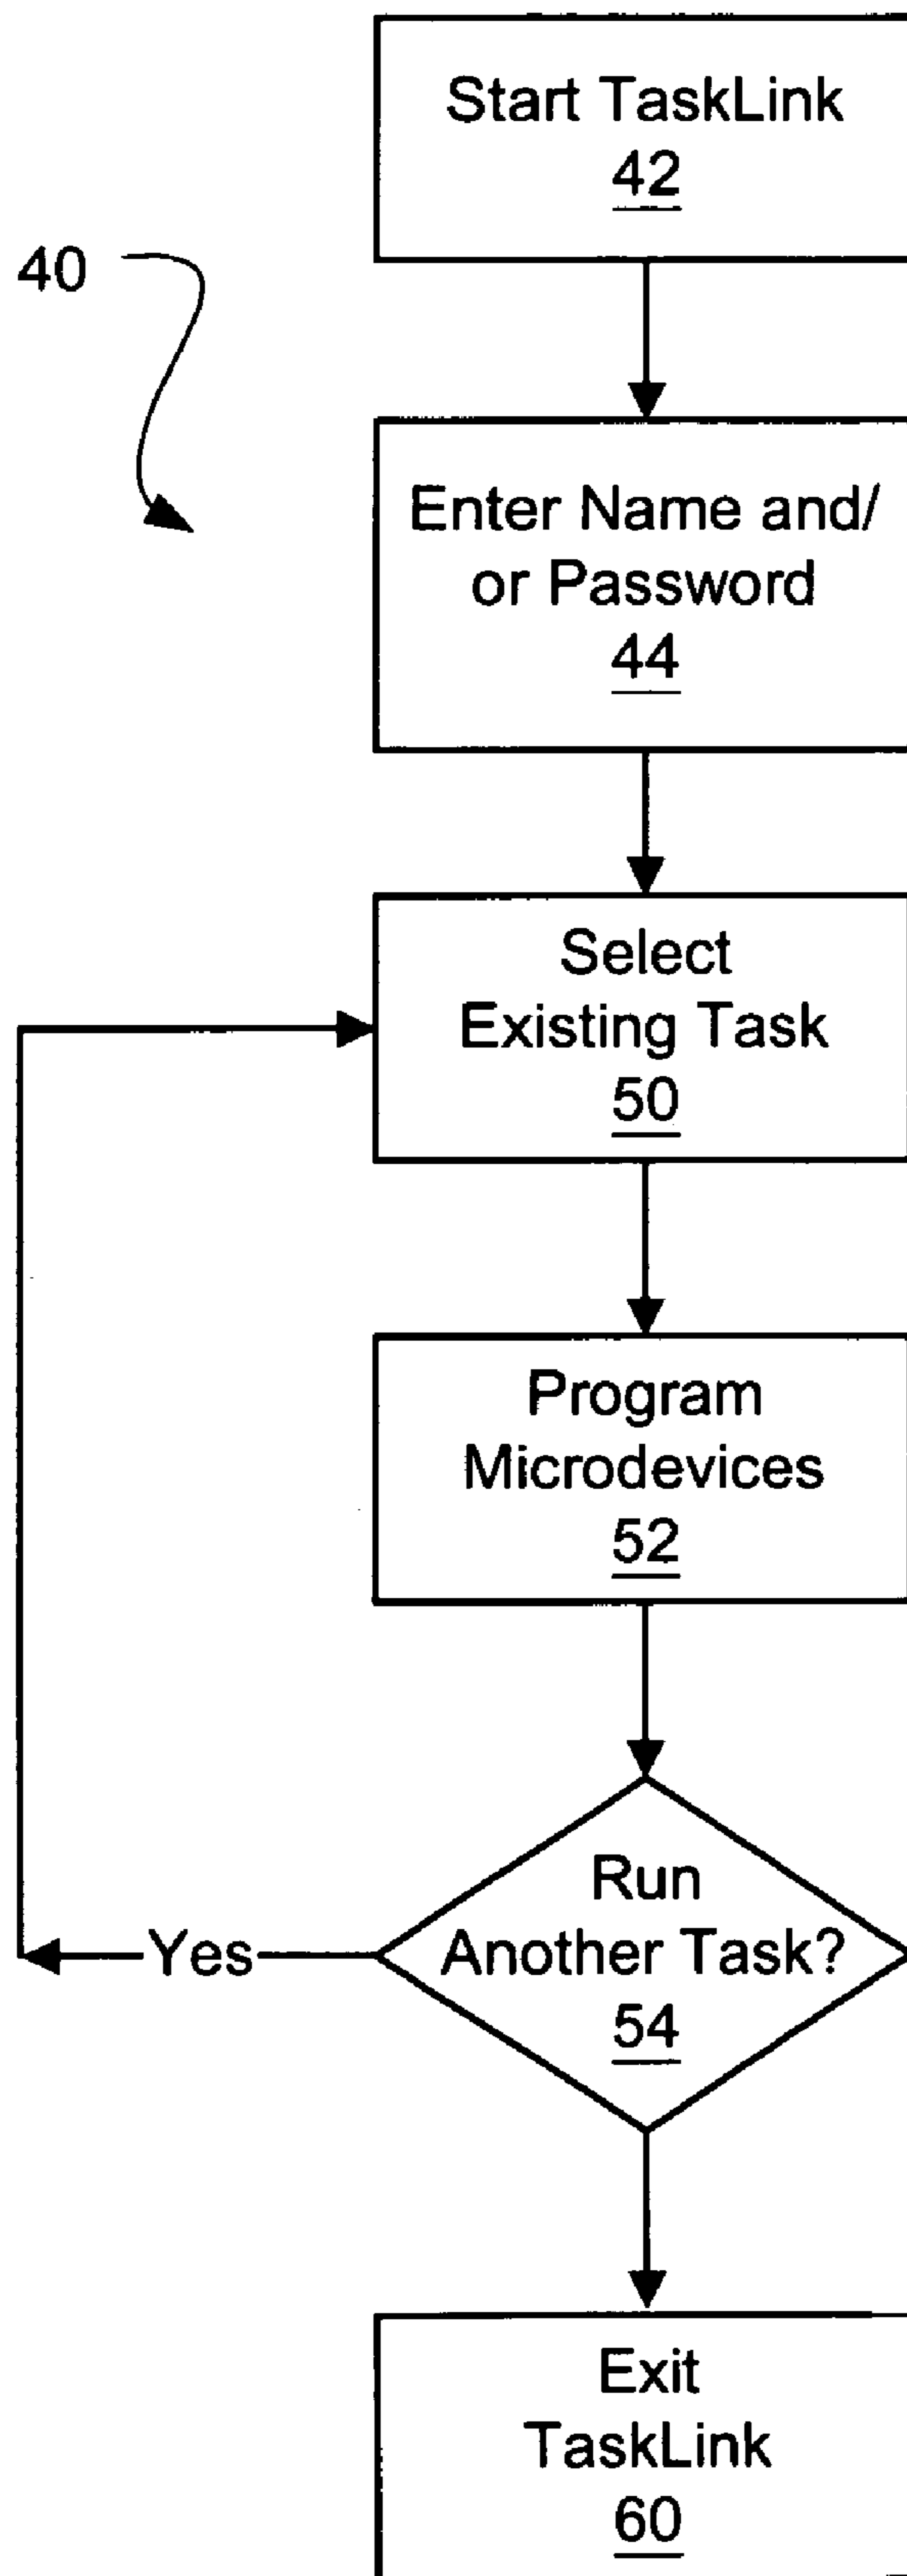 Start TaskLink
42
40
Enter Name and/
or Password
44
Select
Existing Task
50
Program
Microdevices
52
Run
Another Task?
54
Yes
Exit
TaskLink
60